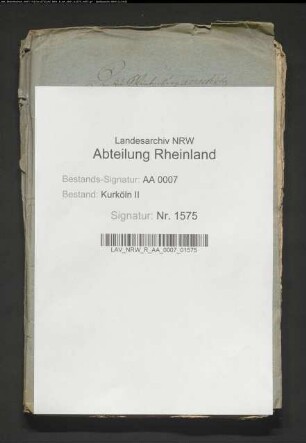 Landesarchiv NRW
Abteilung Rheinland
Bestands-Signatur: AA 0007
Bestand: Kurköln II
Signatur: Nr. 1575
LAV_NRW_R_AA_0007_01575